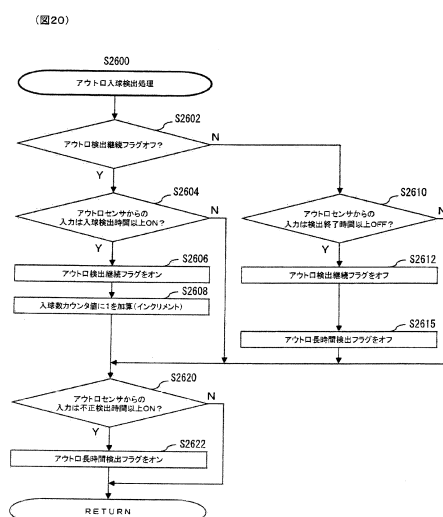 (図20)
S2600
アウトロ入球検出処理
S2602
アウトロ検出継続フラグオフ?
N
Y
S2604
アウトロセンサからの
入力は入球検出時間以上ON?
N
Y
S2606
アウトロ検出継続フラグをオン
S2608
入球数カウンタ値に1を加算(インクリメント)
S2610
アウトロセンサからの
入力は検出終了時間以上OFF?
N
Y
S2612
アウトロ検出継続フラグをオフ
S2615
アウトロ長時間検出フラグをオフ
S2620
アウトロセンサからの
入力は不正検出時間以上ON?
N
Y
S2622
アウトロ長時間検出フラグをオン
RETURN